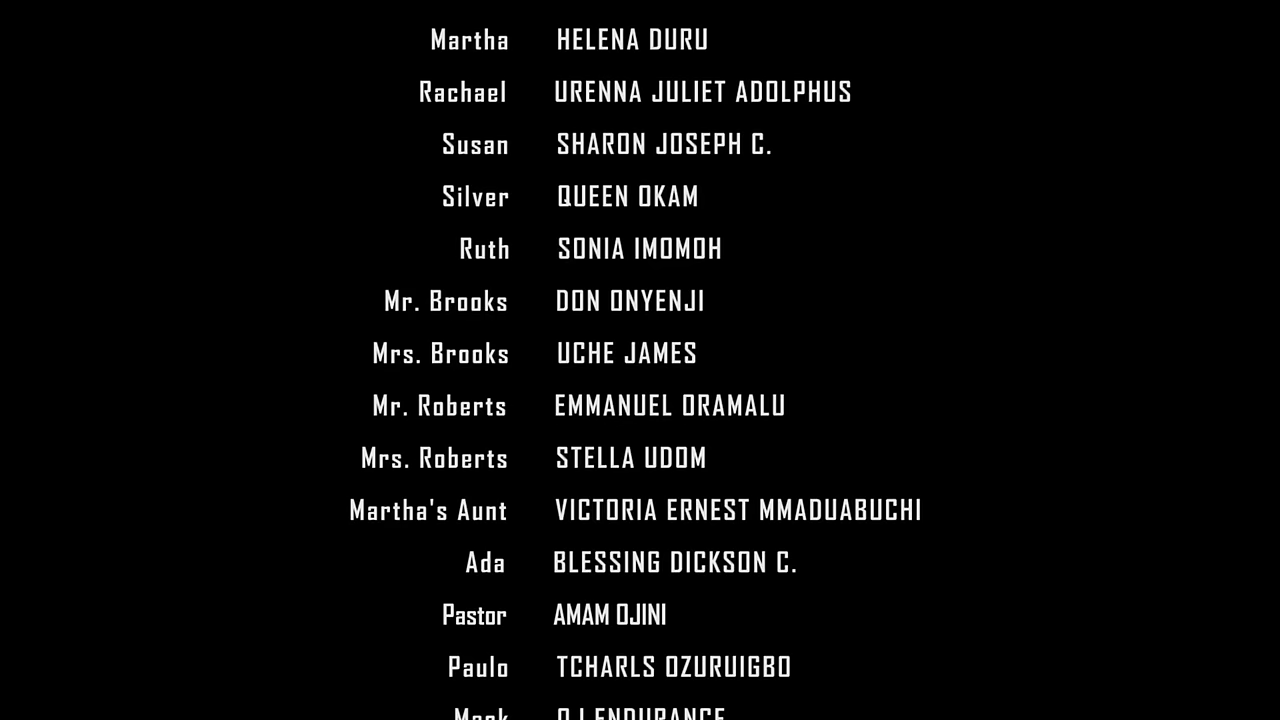 Martha HELENA DURU
Rachael URENNA JULIET ADOLPHUS
Susan SHARON JOSEPH C.
Silver QUEEN OKAM
Ruth SONIA IMOMOH
Mr. Brooks DON ONYENJI
Mrs. Brooks UCHE JAMES
Mr. Roberts EMMANUEL ORAMALU
Mrs. Roberts STELLA UDOM
Martha's Aunt VICTORIA ERNEST MMADUABUCHI
Ada BLESSING DICKSON C.
Pastor AMAM OJINI
Paulo TCHARLS OZURUIGBO
ENDURANCE